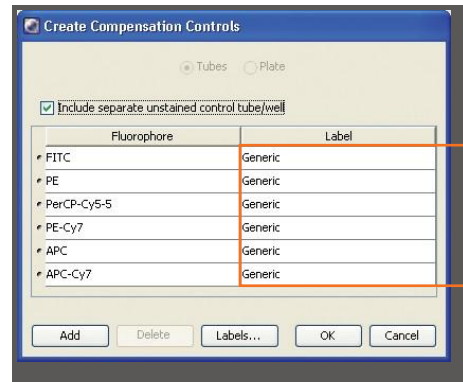 Create Compensation Controls
Tubes Plate
Include separate unstained control tube/well
Fluorophore Label
FITC Generic
PE Generic
PerCP-Cy5-5 Generic
PE-Cy7 Generic
APC Generic
APC-Cy7 Generic
Add Delete Labels... OK Cancel